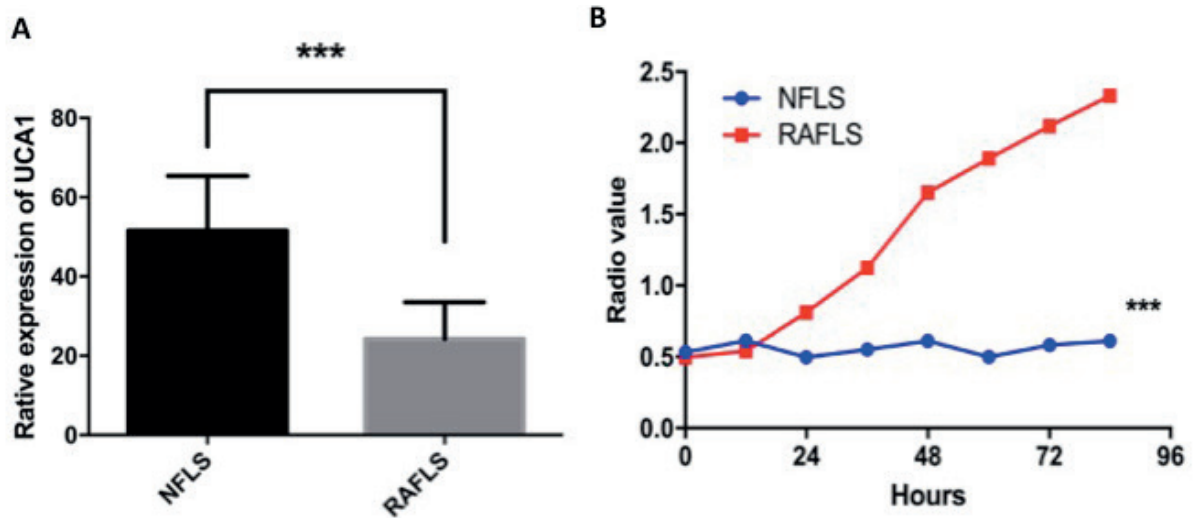 A
***
Rative expression of UCA1
80
60
40
20
0
NFLS
RAFLS
B
Radio value
2.5
2.0
1.5
1.0
0.5
0.0
NFLS
RAFLS
***
0
24
48
72
96
Hours